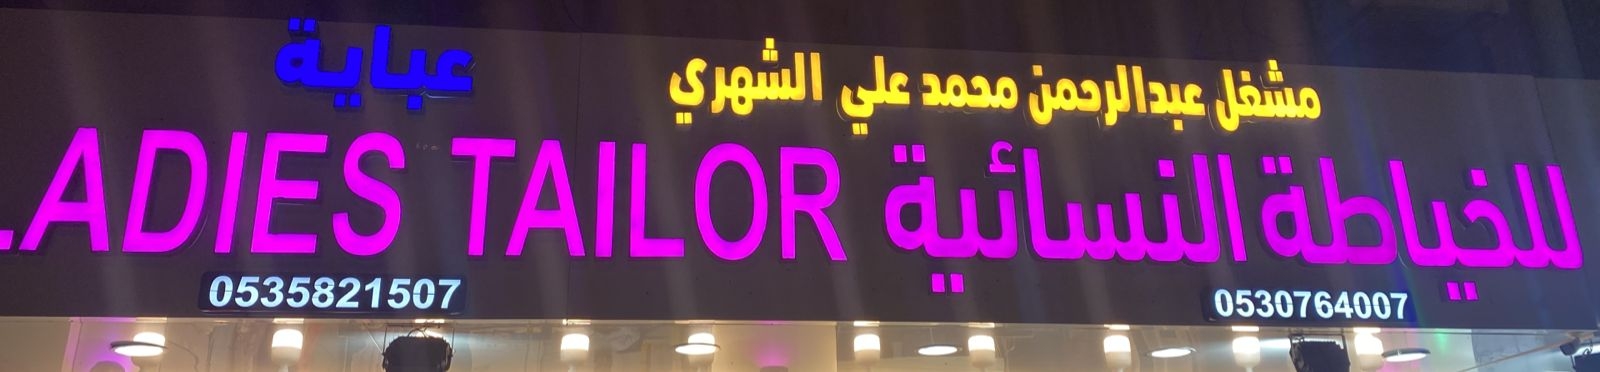 عباية
مشغل عبدالرحمن محمد علي الشهري
للخياطة النسائية
LADIES TAILOR
0535821507
0530764007